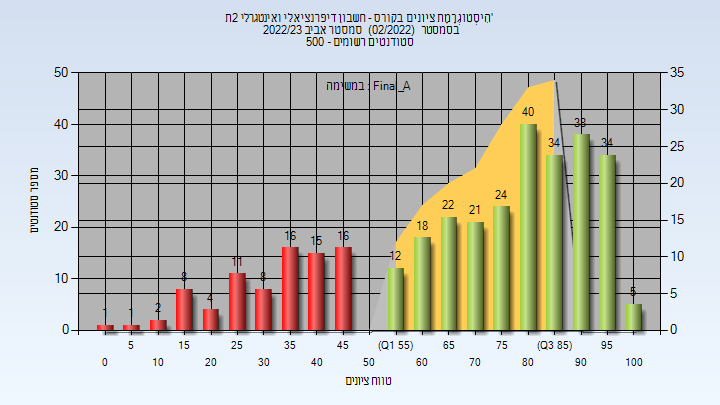 הִיסְטוֹגְרָמַת ציונים בקורס - חשבון דיפרנציאלי ואינטגרלי 2ת'
בסמסטר (02/2022) סמסטר אביב 2022/23
סטודנטים רשומים - 500
במשימה : Final_A
מספר סטודנטים
50 40 30 20 10 0
35 30 25 20 15 10 5 0
1 1 2 8 4 11 8 16 15 16 12 18 22 21 24 40 34 38 34 5
5 15 25 35 45 (Q1 55) 65 75 (Q3 85) 95
0 10 20 30 40 50 60 70 80 90 100
טווח ציונים